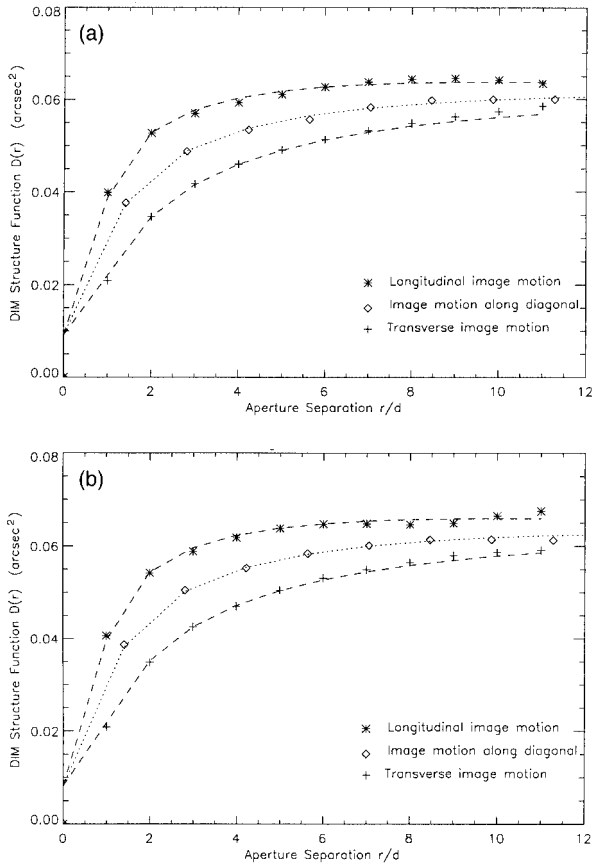 (a)
0.08
0.06
0.04
0.02
0.00
DIM Structure Function D(r) (arcsec²)
Longitudinal image motion
Image motion along diagonal
Transverse image motion
0 2 4 6 8 10 12
Aperture Separation r/d
(b)
0.08
0.06
0.04
0.02
0.00
DIM Structure Function D(r) (arcsec²)
Longitudinal image motion
Image motion along diagonal
Transverse image motion
0 2 4 6 8 10 12
Aperture Separation r/d